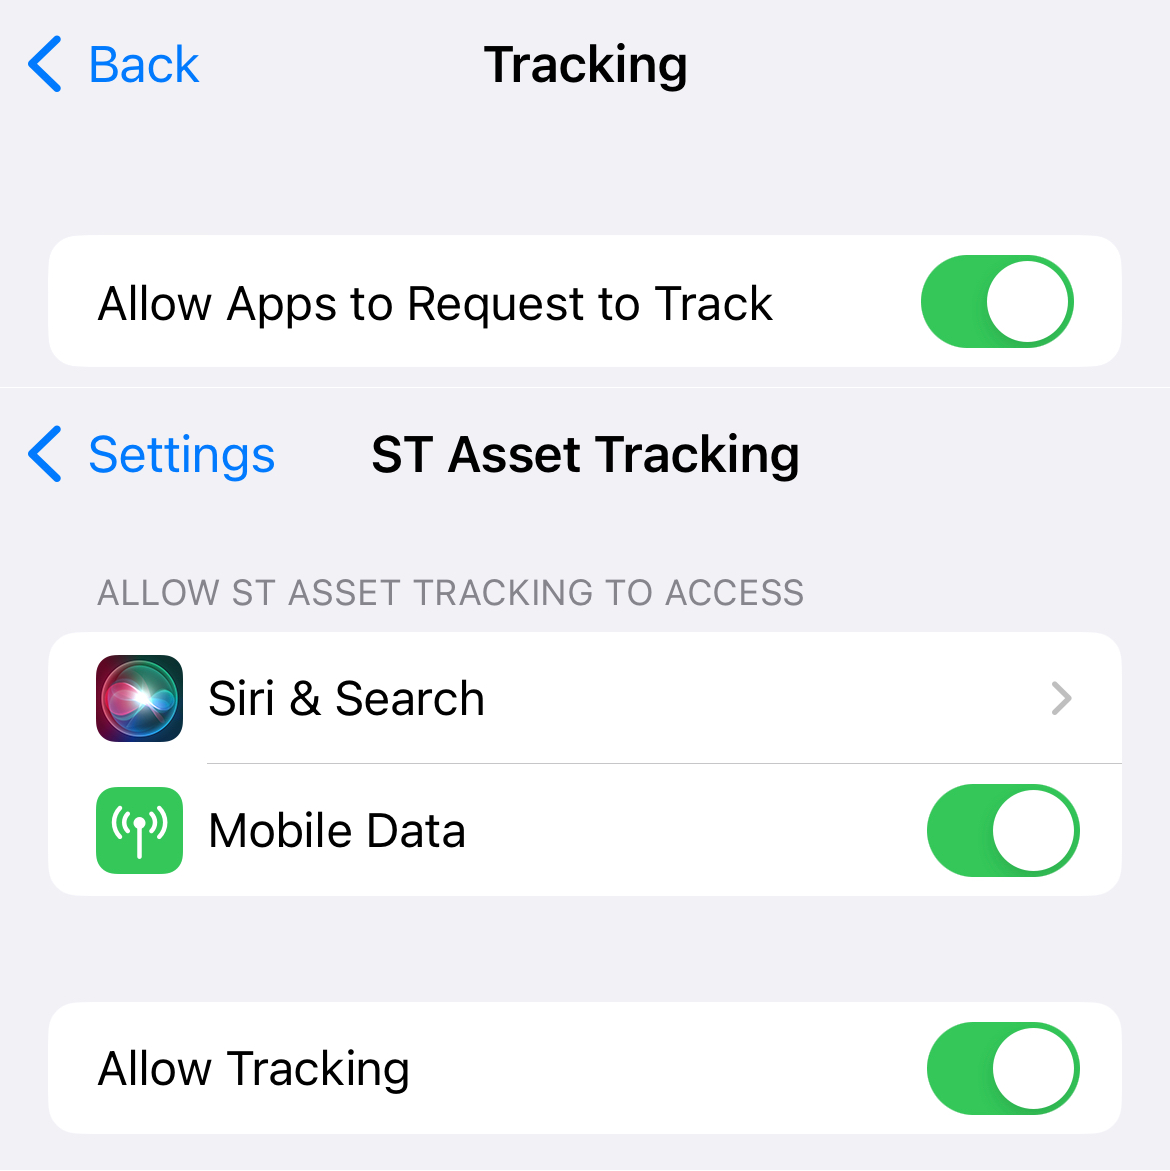 Back
Tracking
Allow Apps to Request to Track
Settings
ST Asset Tracking
ALLOW ST ASSET TRACKING TO ACCESS
Siri & Search
Mobile Data
Allow Tracking